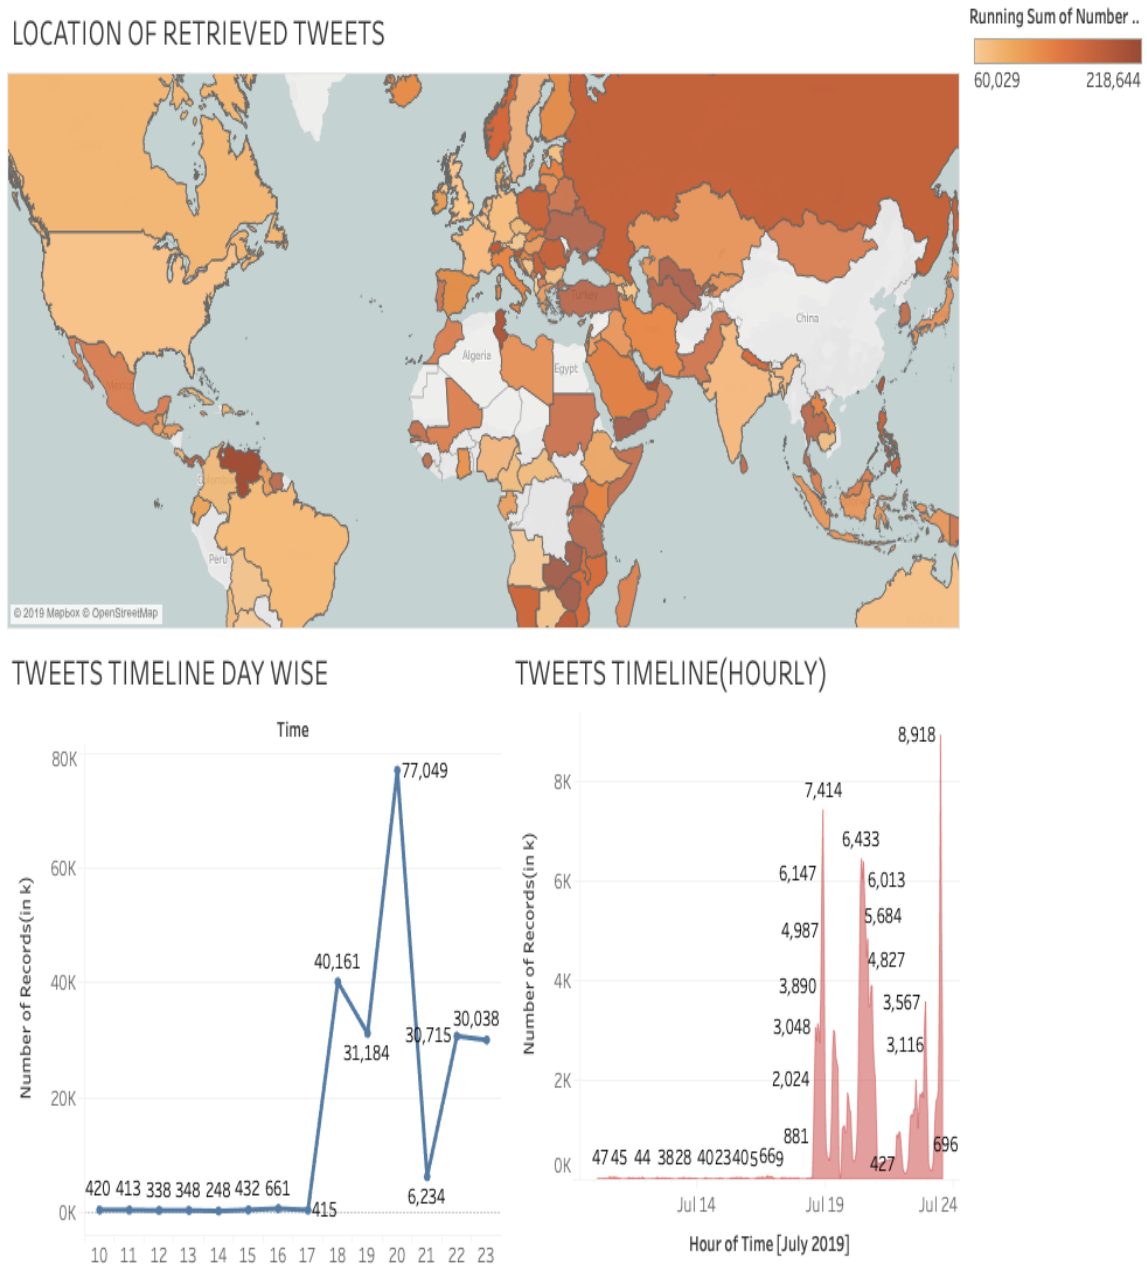 LOCATION OF RETRIEVED TWEETS
Running Sum of Number ..
60,029 218,644
Turkey
China
Algeria
Egypt
Mexico
Colombia
Peru
© 2019 Mapbox © OpenStreetMap
TWEETS TIMELINE DAY WISE
Time
Number of Records(in k)
80K
60K
40K
20K
0K
77,049
40,161
31,184
30,715
30,038
6,234
420 413 338 348 248 432 661
415
10 11 12 13 14 15 16 17 18 19 20 21 22 23
TWEETS TIMELINE(HOURLY)
Number of Records(in k)
8K
6K
4K
2K
0K
8,918
7,414
6,433
6,147
6,013
5,684
4,987
4,827
3,890
3,567
3,048
3,116
2,024
881
696
427
47 45 44 38 28 40 23 40 5 66 9
Jul 14 Jul 19 Jul 24
Hour of Time [July 2019]